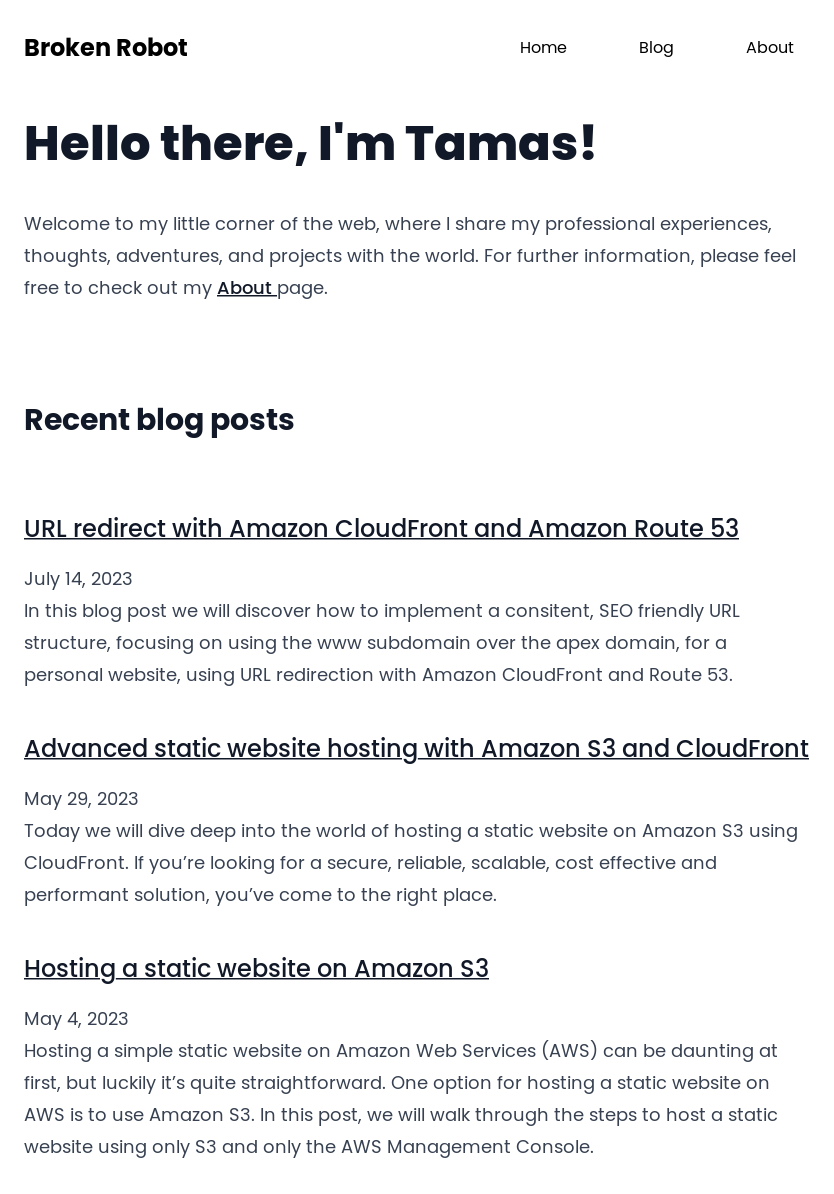 Broken Robot
Home
Blog
About
Hello there, I'm Tamas!
Welcome to my little corner of the web, where I share my professional experiences,
thoughts, adventures, and projects with the world. For further information, please feel
free to check out my About page.
Recent blog posts
URL redirect with Amazon CloudFront and Amazon Route 53
July 14, 2023
In this blog post we will discover how to implement a consitent, SEO friendly URL
structure, focusing on using the www subdomain over the apex domain, for a
personal website, using URL redirection with Amazon CloudFront and Route 53.
Advanced static website hosting with Amazon S3 and CloudFront
May 29, 2023
Today we will dive deep into the world of hosting a static website on Amazon S3 using
CloudFront. If you’re looking for a secure, reliable, scalable, cost effective and
performant solution, you’ve come to the right place.
Hosting a static website on Amazon S3
May 4, 2023
Hosting a simple static website on Amazon Web Services (AWS) can be daunting at
first, but luckily it’s quite straightforward. One option for hosting a static website on
AWS is to use Amazon S3. In this post, we will walk through the steps to host a static
website using only S3 and only the AWS Management Console.